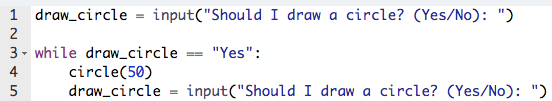 1 draw_circle = input("Should I draw a circle? (Yes/No): ")
2
3 while draw_circle == "Yes":
4     circle(50)
5     draw_circle = input("Should I draw a circle? (Yes/No): ")